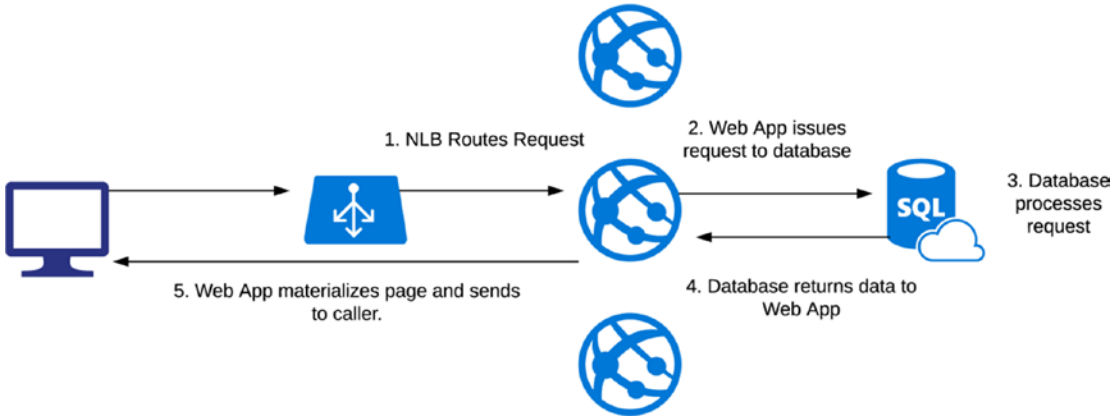 1. NLB Routes Request
2. Web App issues
request to database
SQL
3. Database
processes
request
4. Database returns data to
Web App
5. Web App materializes page and sends
to caller.